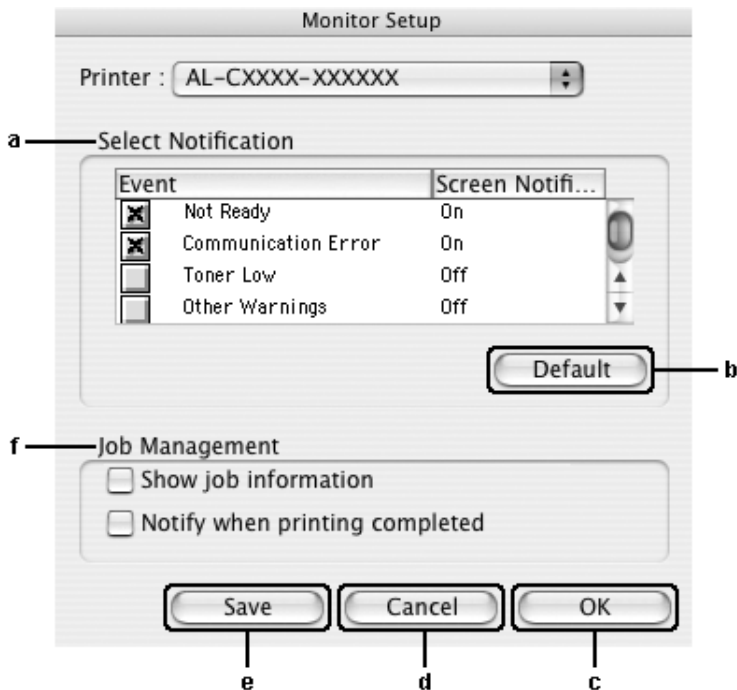 Monitor Setup
Printer : AL-CXXXX-XXXXXX
a Select Notification
Event Screen Notifi...
Not Ready On
Communication Error On
Toner Low Off
Other Warnings Off
Default b
f Job Management
Show job information
Notify when printing completed
Save Cancel OK
e d c